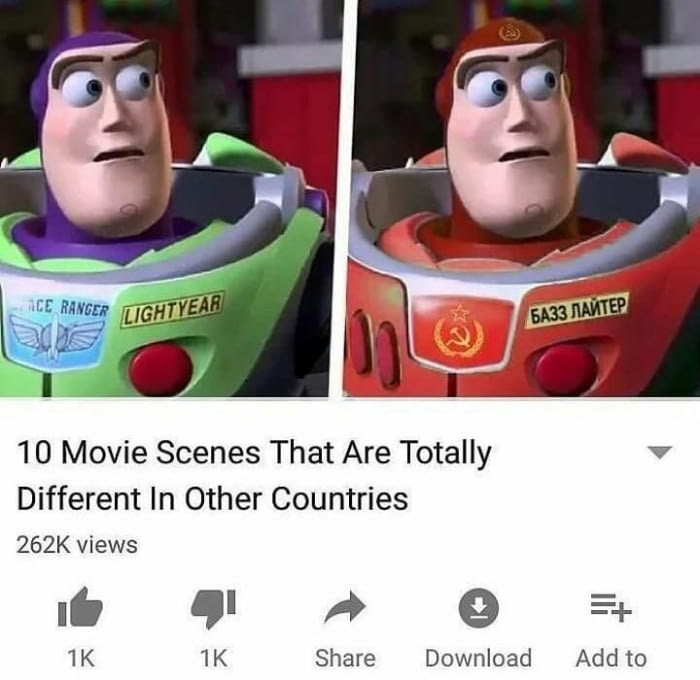 ACE RANGER
LIGHTYEAR
БАЗЗ ЛАЙТЕР
10 Movie Scenes That Are Totally
Different In Other Countries
262K views
1K
1K
Share
Download
Add to